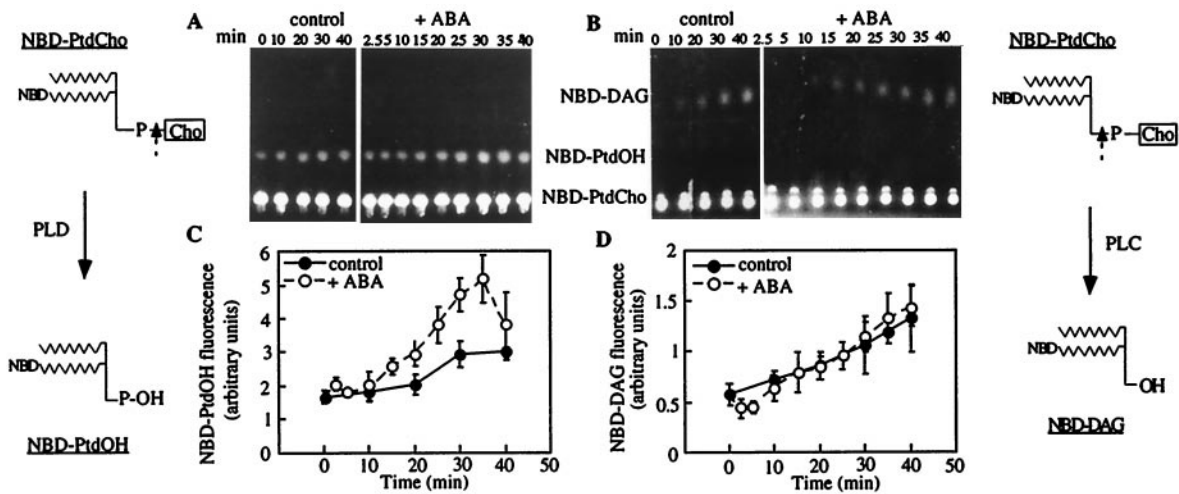 NBD-PtdCho
NBD
P
Cho
PLD
NBD
P-OH
NBD-PtdOH
A
control
+ ABA
min 0 10 20 30 40 2.5 5 10 15 20 25 30 35 40
B
control
+ ABA
min 0 10 20 30 40 2.5 5 10 15 20 25 30 35 40
NBD-DAG
NBD-PtdOH
NBD-PtdCho
C
control
+ ABA
NBD-PtdOH fluorescence
(arbitrary units)
6
5
4
3
2
1
0
0 10 20 30 40 50
Time (min)
D
control
+ ABA
NBD-DAG fluorescence
(arbitrary units)
2
1.5
1
0.5
0
0 10 20 30 40 50
Time (min)
NBD-PtdCho
NBD
P
Cho
PLC
NBD
OH
NBD-DAG